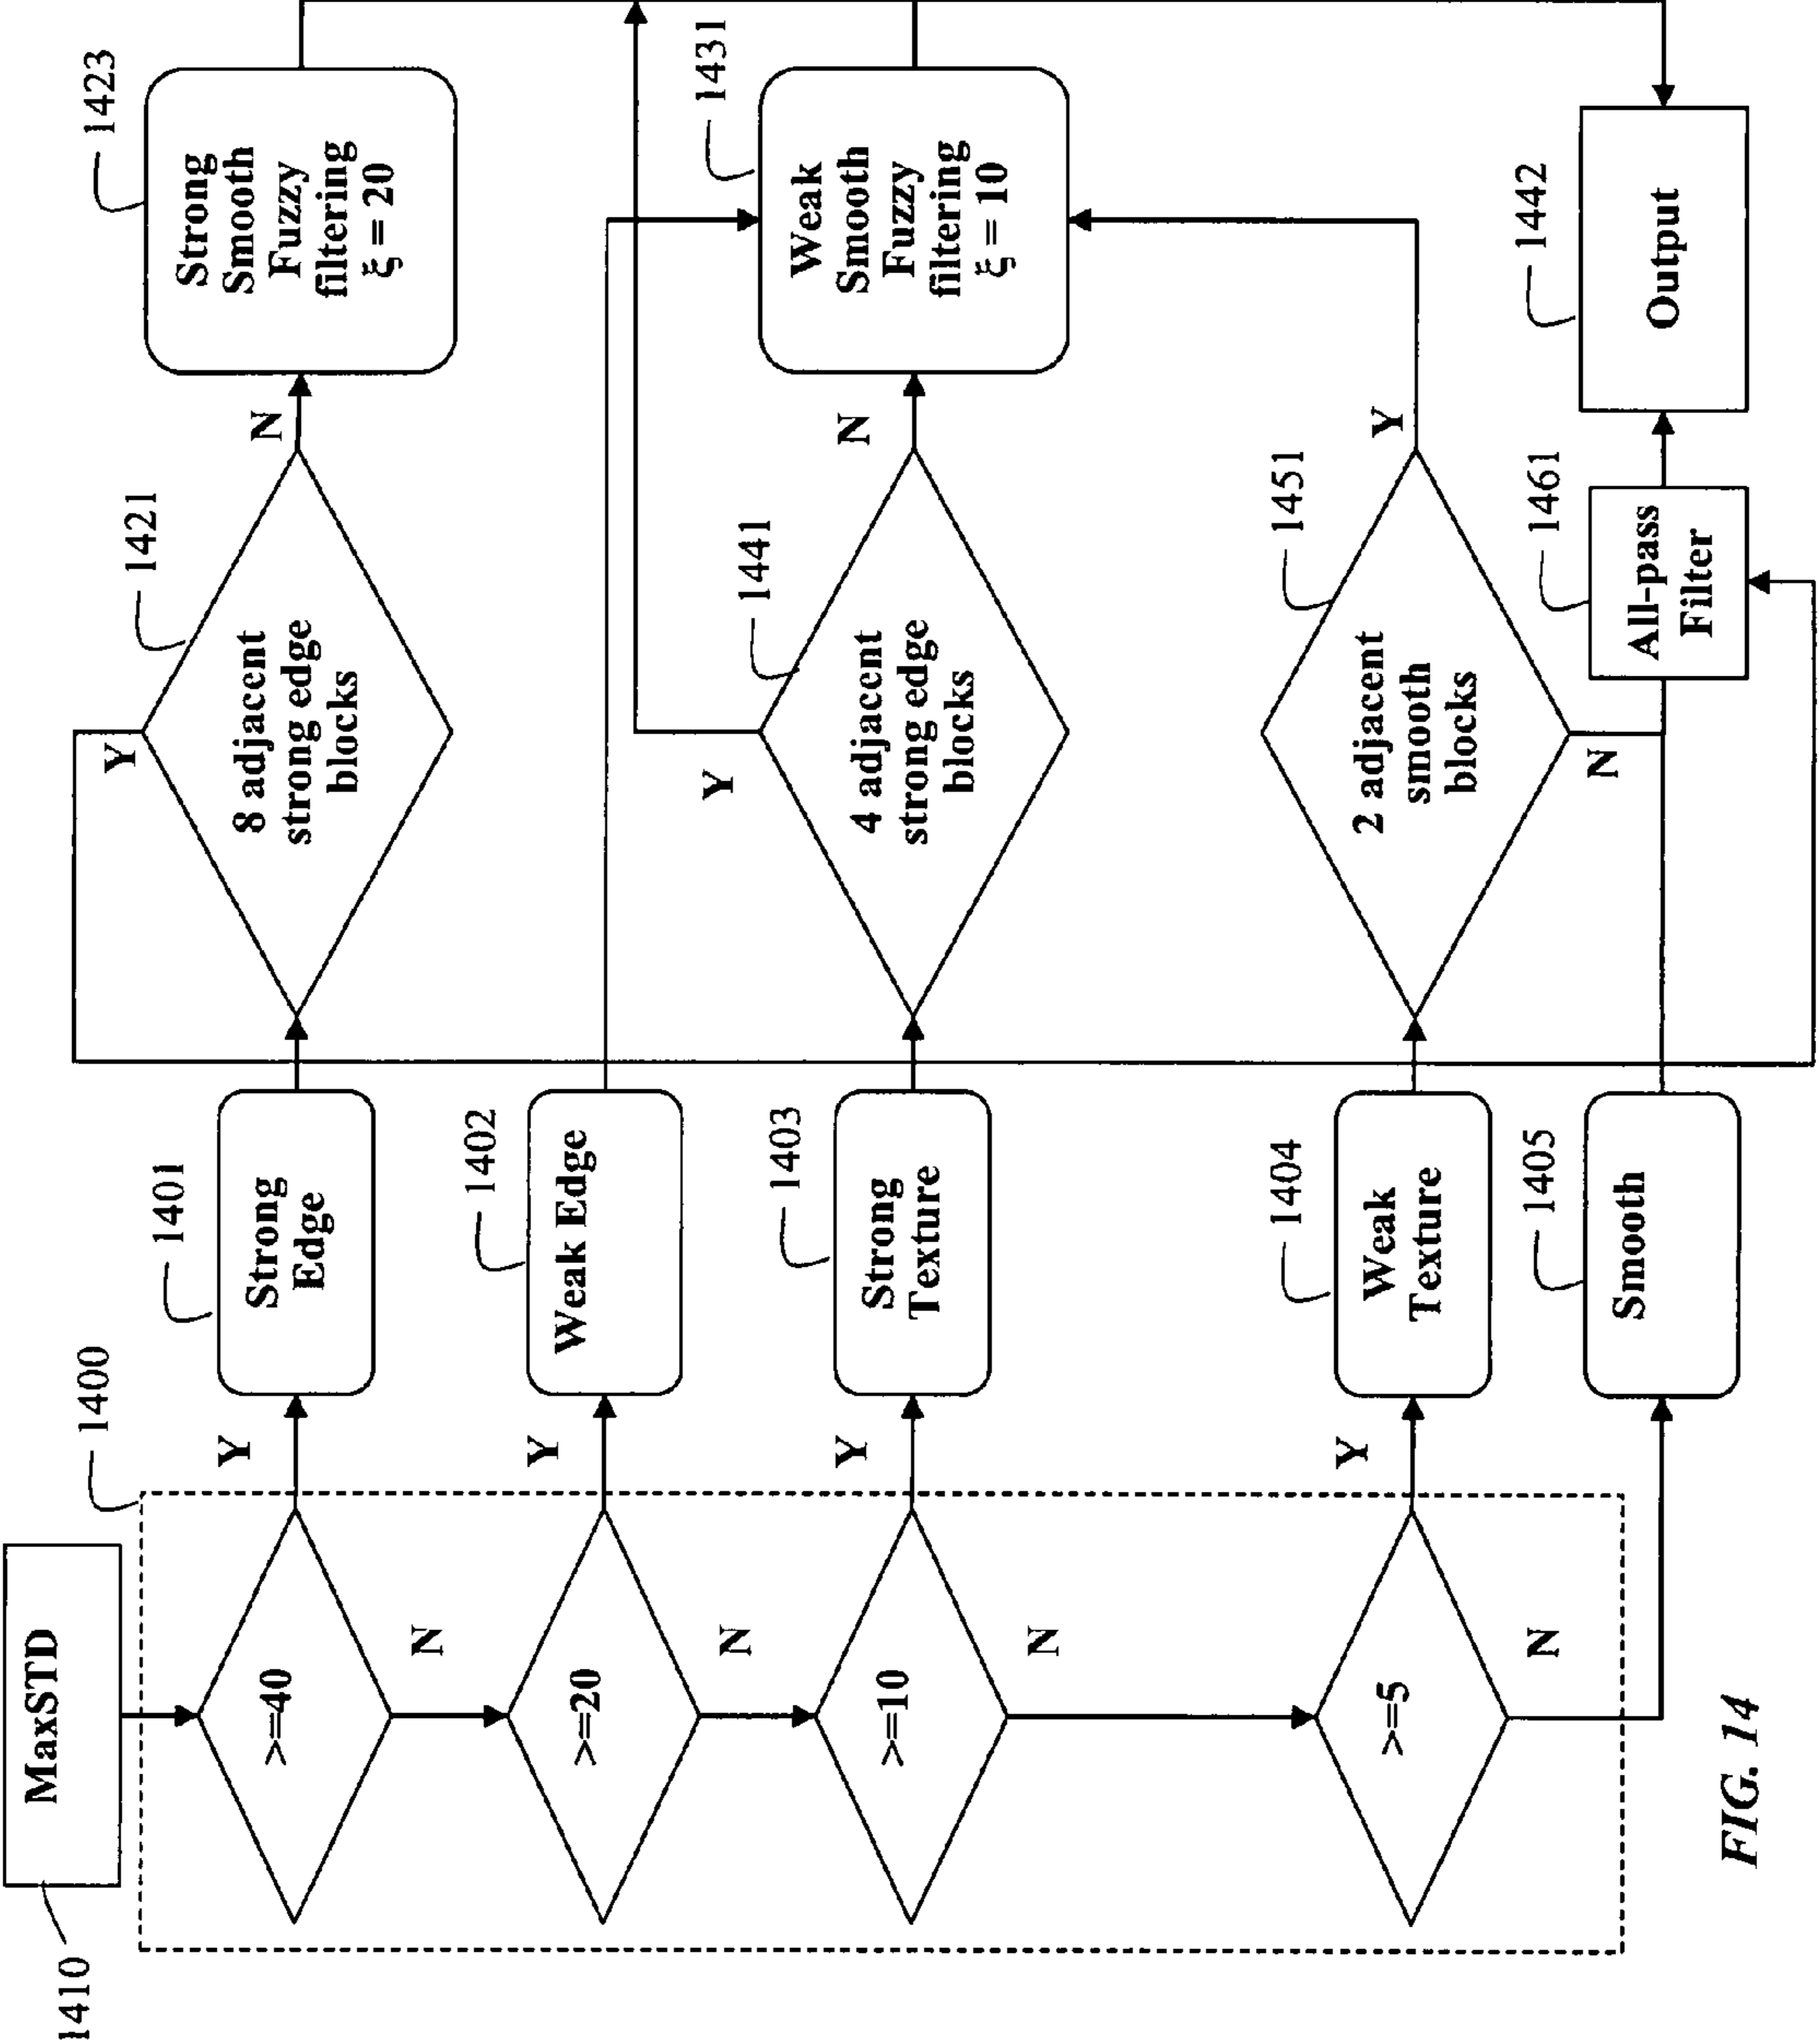 1410
MaxSTD
1400
>=40
Y
N
>=20
Y
N
>=10
Y
N
>=5
Y
N
1401
Strong
Edge
1402
Weak Edge
1403
Strong
Texture
1404
Weak
Texture
1405
Smooth
Y
8 adjacent
strong edge
blocks
1421
N
Y
4 adjacent
strong edge
blocks
1441
N
2 adjacent
smooth
blocks
1451
Y
N
1423
Strong
Smooth
Fuzzy
filtering
ξ = 20
1431
Weak
Smooth
Fuzzy
filtering
ξ = 10
1461
All-pass
Filter
1442
Output
FIG. 14